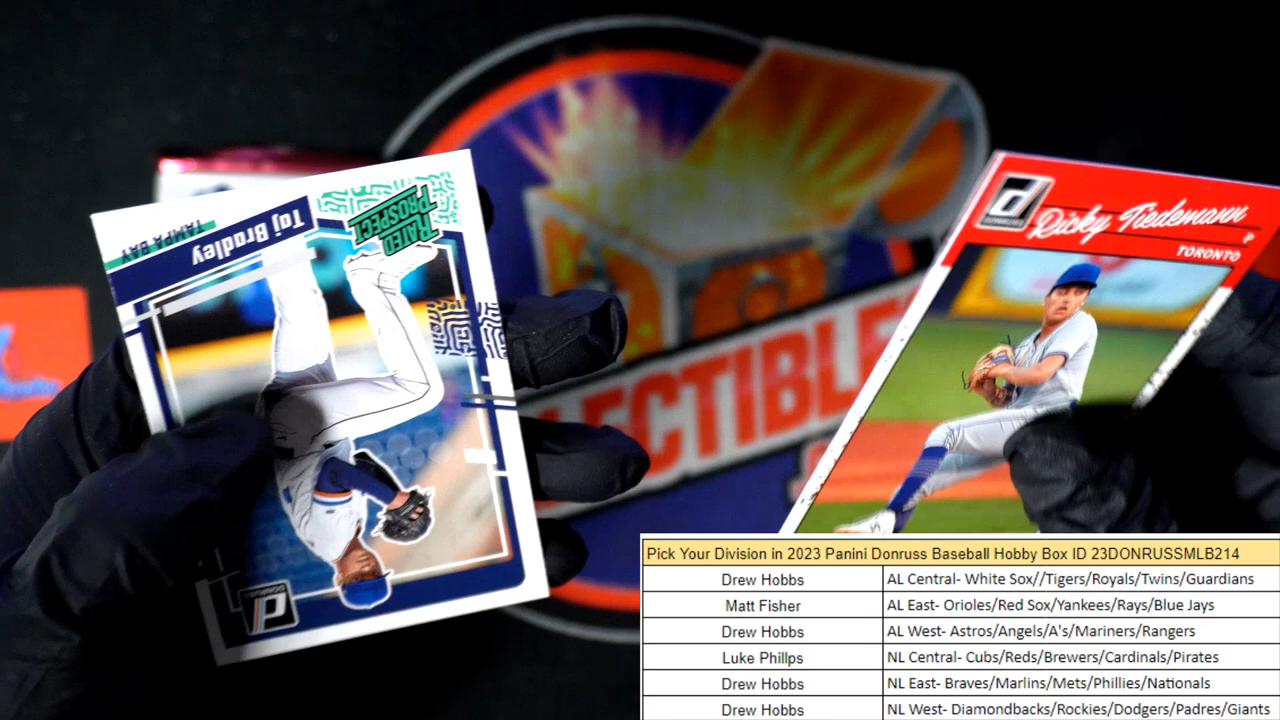 RATED
PROSPECT
Taj Bradley
TAMPA BAY
DONRUSS
d
DONRUSS
Ricky Tiedemann
P
TORONTO
LECTIBLE
Pick Your Division in 2023 Panini Donruss Baseball Hobby Box ID 23DONRUSSMLB214
Drew Hobbs AL Central- White Sox//Tigers/Royals/Twins/Guardians
Matt Fisher AL East- Orioles/Red Sox/Yankees/Rays/Blue Jays
Drew Hobbs AL West- Astros/Angels/A's/Mariners/Rangers
Luke Phillps NL Central- Cubs/Reds/Brewers/Cardinals/Pirates
Drew Hobbs NL East- Braves/Marlins/Mets/Phillies/Nationals
Drew Hobbs NL West- Diamondbacks/Rockies/Dodgers/Padres/Giants